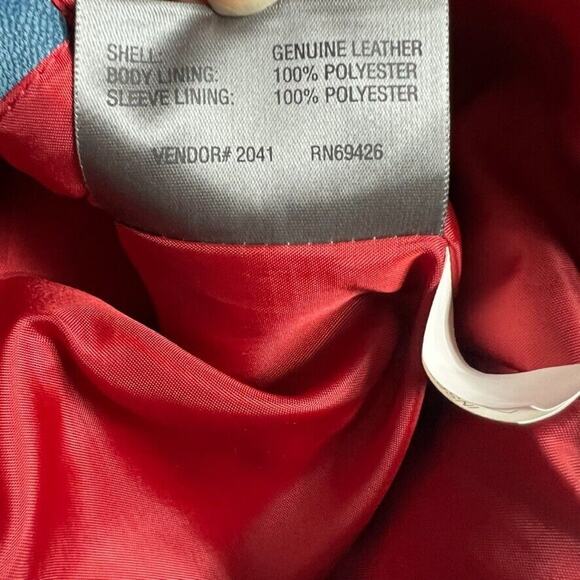 SHELL: GENUINE LEATHER
BODY LINING: 100% POLYESTER
SLEEVE LINING: 100% POLYESTER
VENDOR# 2041 RN69426